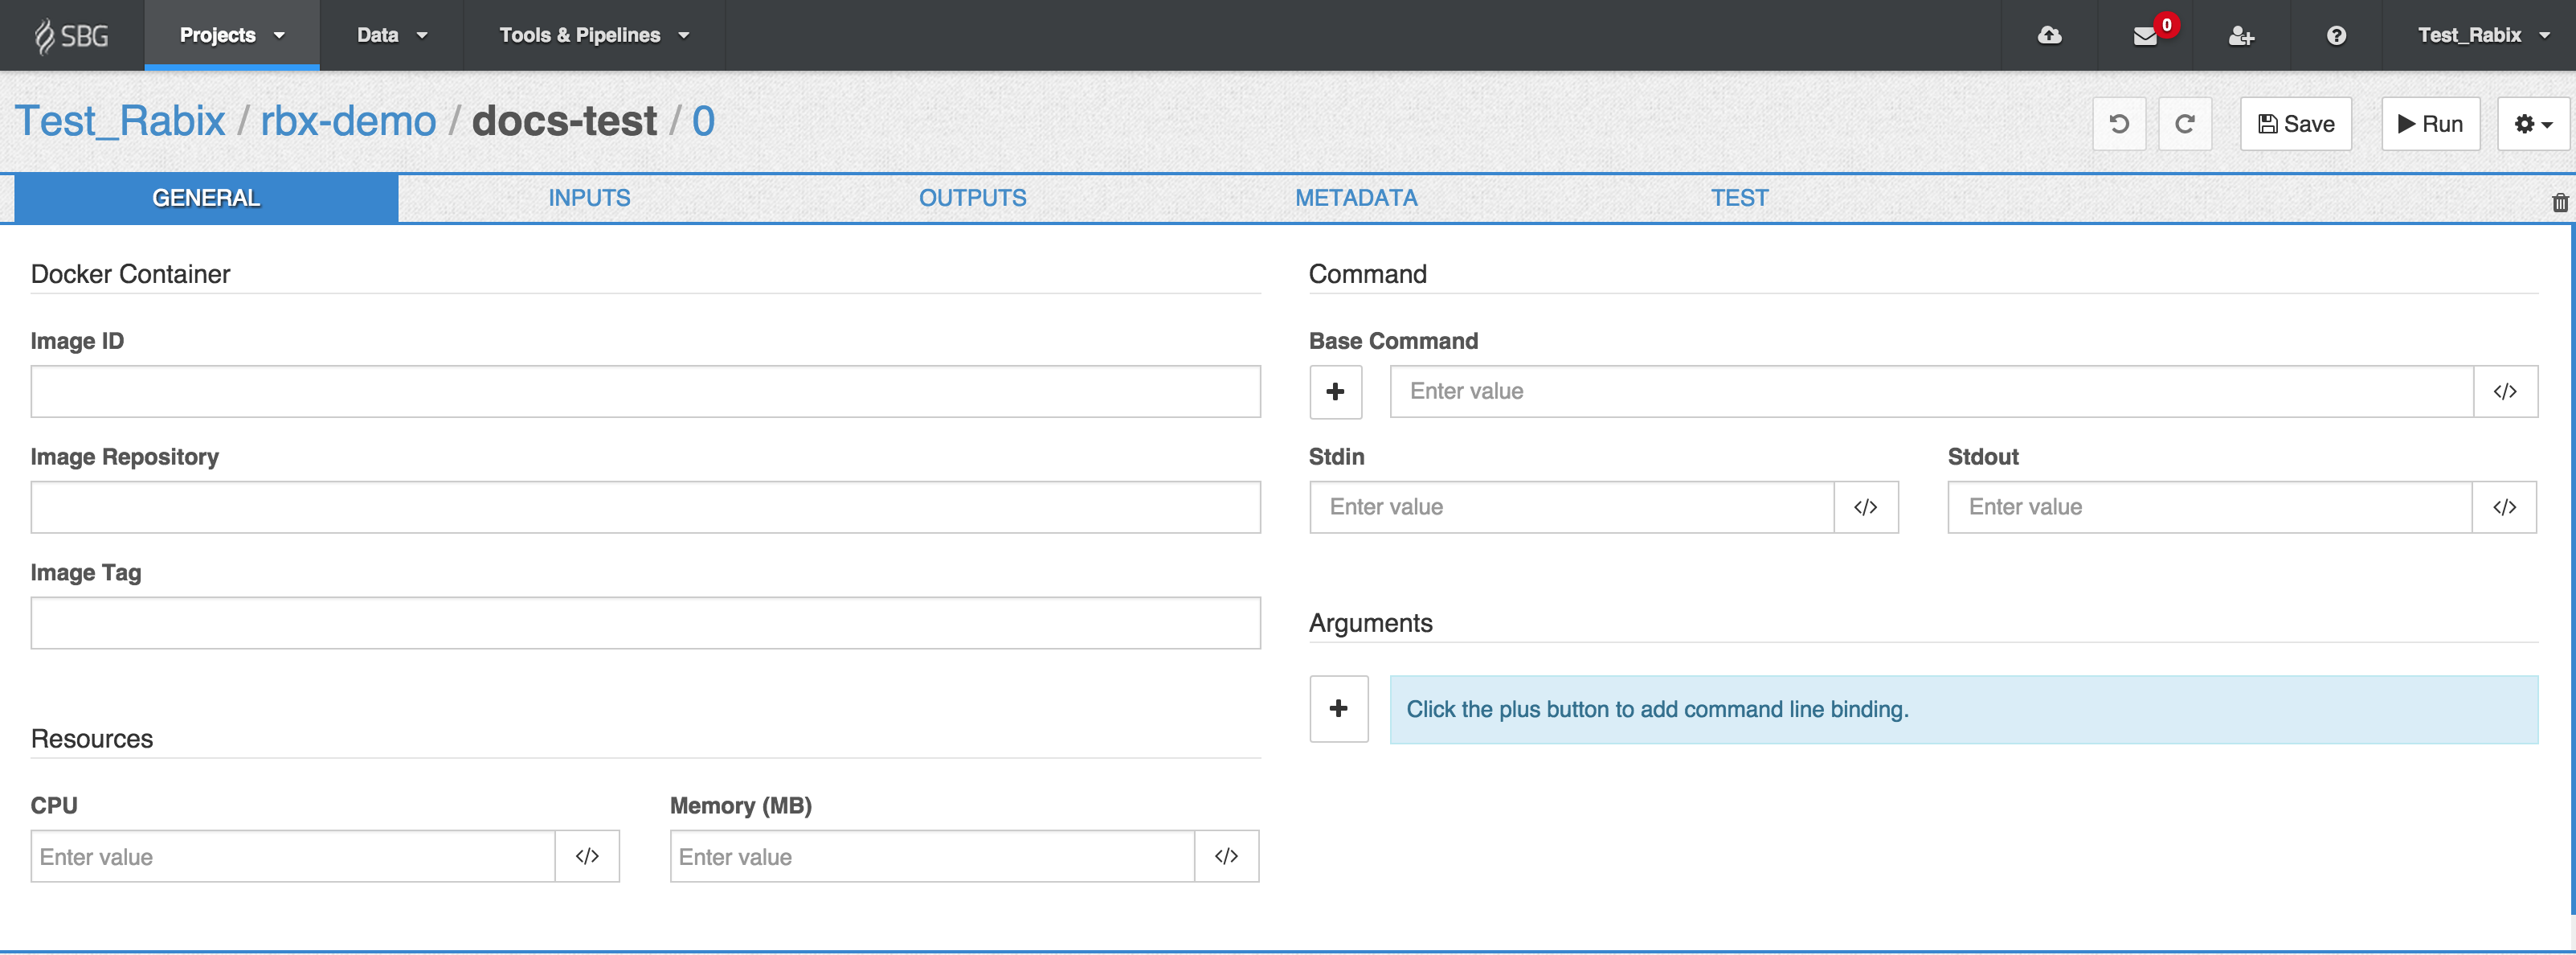 SBG Projects Data Tools & Pipelines 0 Test_Rabix
Test_Rabix / rbx-demo / docs-test / 0 Save Run
GENERAL INPUTS OUTPUTS METADATA TEST
Docker Container
Image ID
Image Repository
Image Tag
Resources
CPU Memory (MB)
Enter value </> Enter value </>
Command
Base Command
+ Enter value </>
Stdin Stdout
Enter value </> Enter value </>
Arguments
+ Click the plus button to add command line binding.